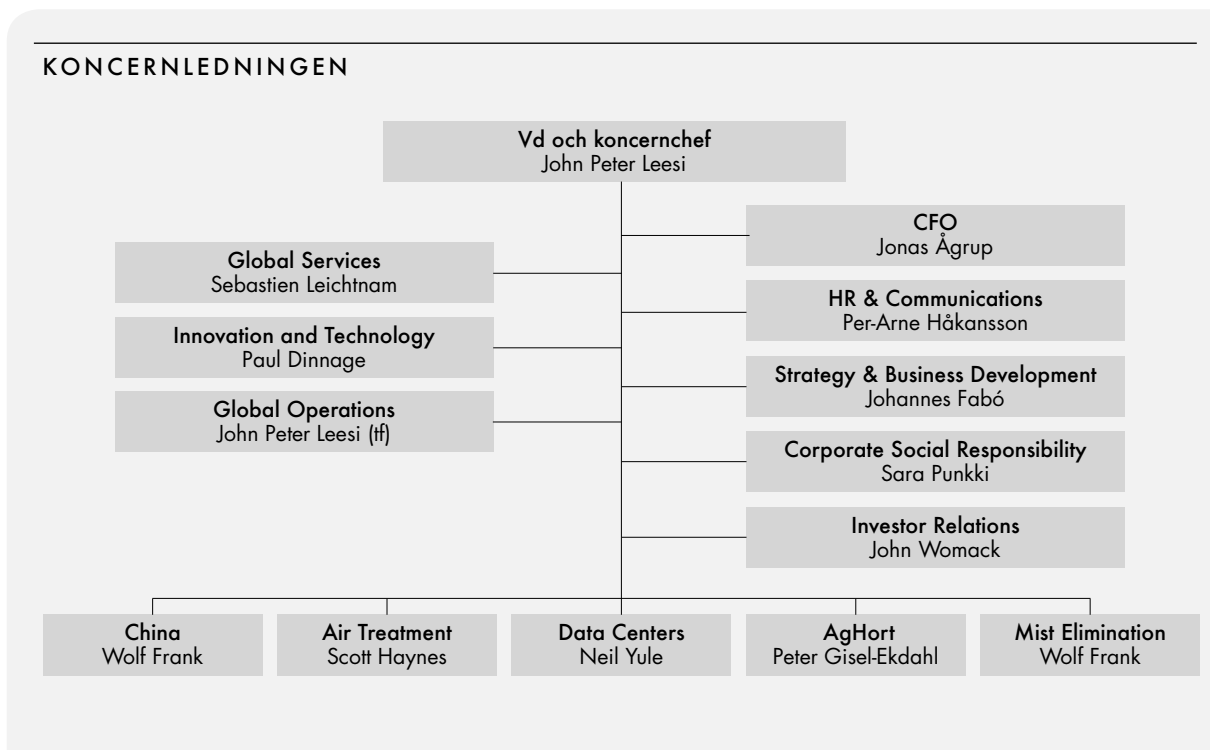 KONCERNLEDNINGEN
Vd och koncernchef
John Peter Leesi
CFO
Jonas Ågrup
Global Services
Sebastien Leichtnam
HR & Communications
Per-Arne Håkansson
Innovation and Technology
Paul Dinnage
Strategy & Business Development
Johannes Fabó
Global Operations
John Peter Leesi (tf)
Corporate Social Responsibility
Sara Punkki
Investor Relations
John Womack
China
Wolf Frank
Air Treatment
Scott Haynes
Data Centers
Neil Yule
AgHort
Peter Gisel-Ekdahl
Mist Elimination
Wolf Frank